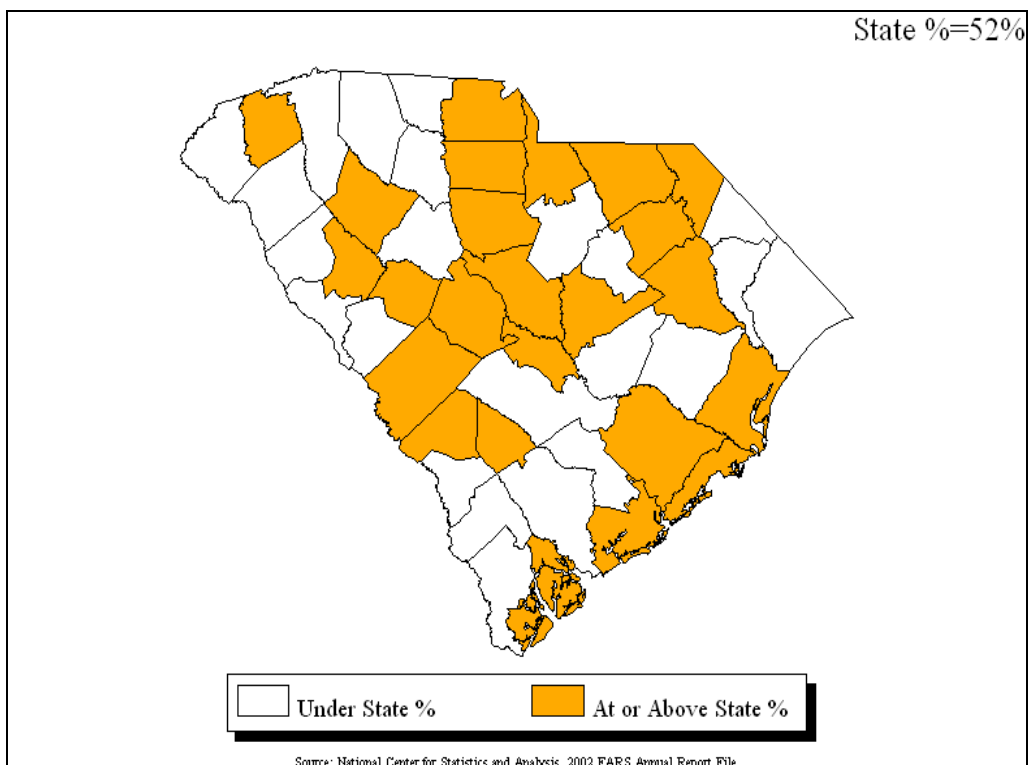 State %=52%
Under State %
At or Above State %
Source: National Center for Statistics and Analysis, 2002 FARS Annual Report File